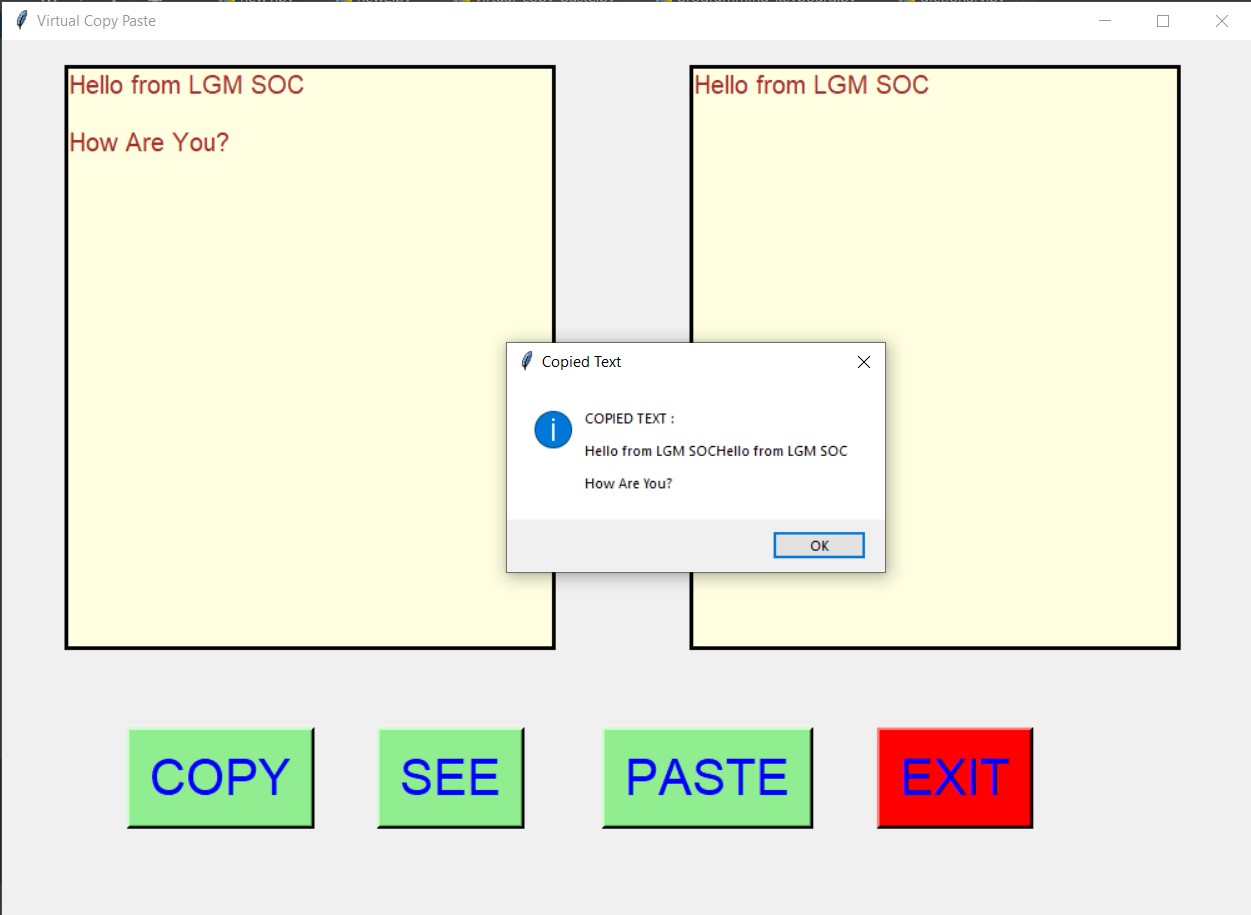 Virtual Copy Paste
Hello from LGM SOC
How Are You?
Hello from LGM SOC
Copied Text
COPIED TEXT :
Hello from LGM SOCHello from LGM SOC
How Are You?
OK
COPY
SEE
PASTE
EXIT